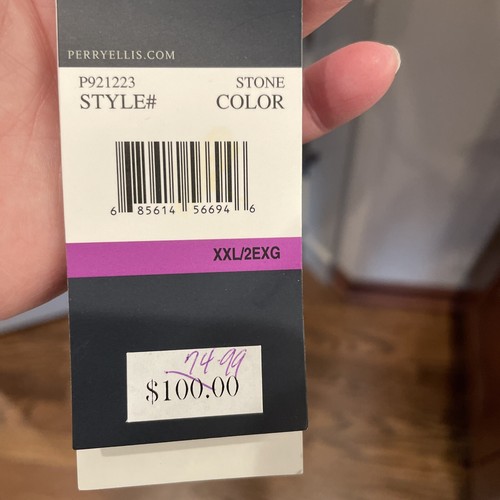 PERRYELLIS.COM
P921223 STONE
STYLE# COLOR
6 85614 56694 6
XXL/2EXG
74.99
$100.00